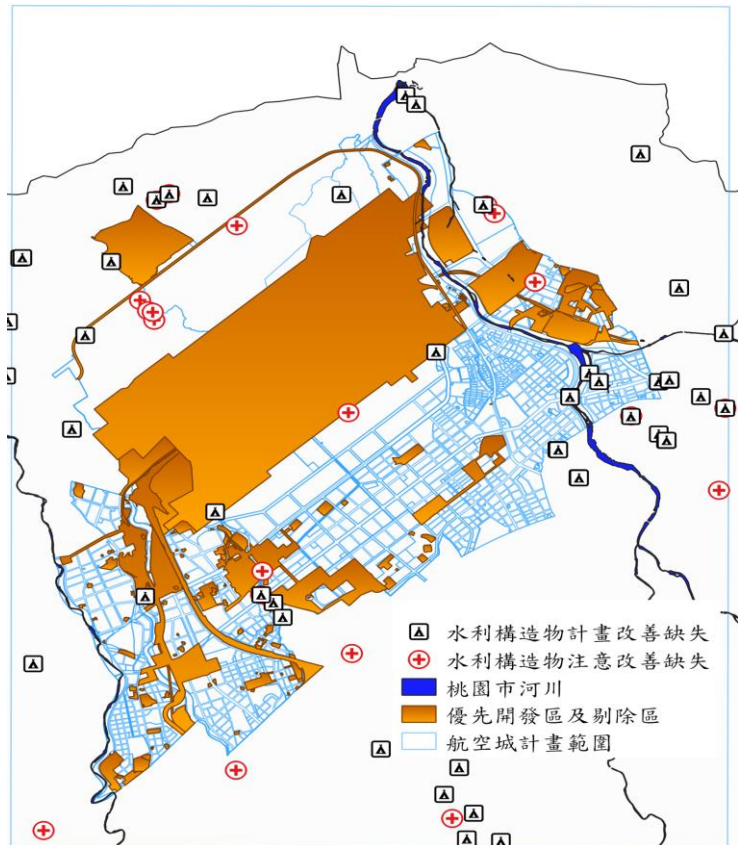 水利構造物計畫改善缺失
水利構造物注意改善缺失
桃園市河川
優先開發區及剔除區
航空城計畫範圍